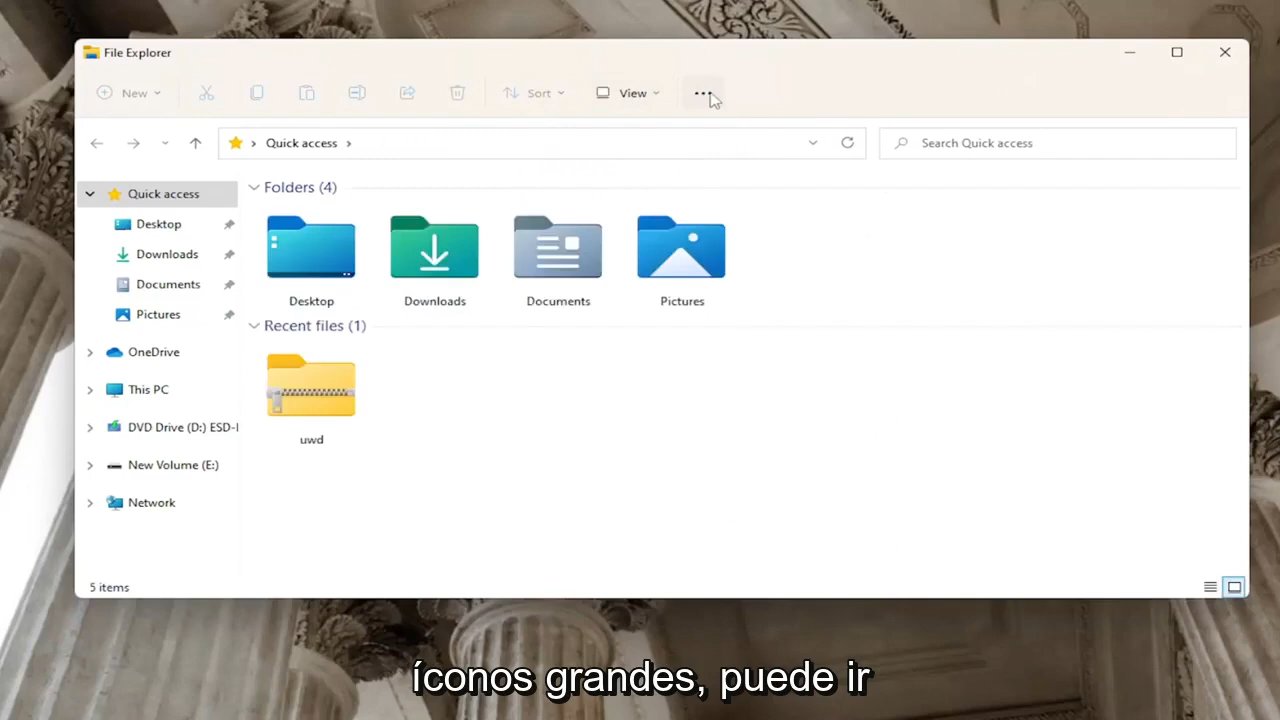 File Explorer
New
Sort
View
Quick access
Search Quick access
Quick access
Desktop
Downloads
Documents
Pictures
OneDrive
This PC
DVD Drive (D:) ESD-I
New Volume (E:)
Network
Folders (4)
Desktop
Downloads
Documents
Pictures
Recent files (1)
uwd
5 items
íconos grandes, puede ir